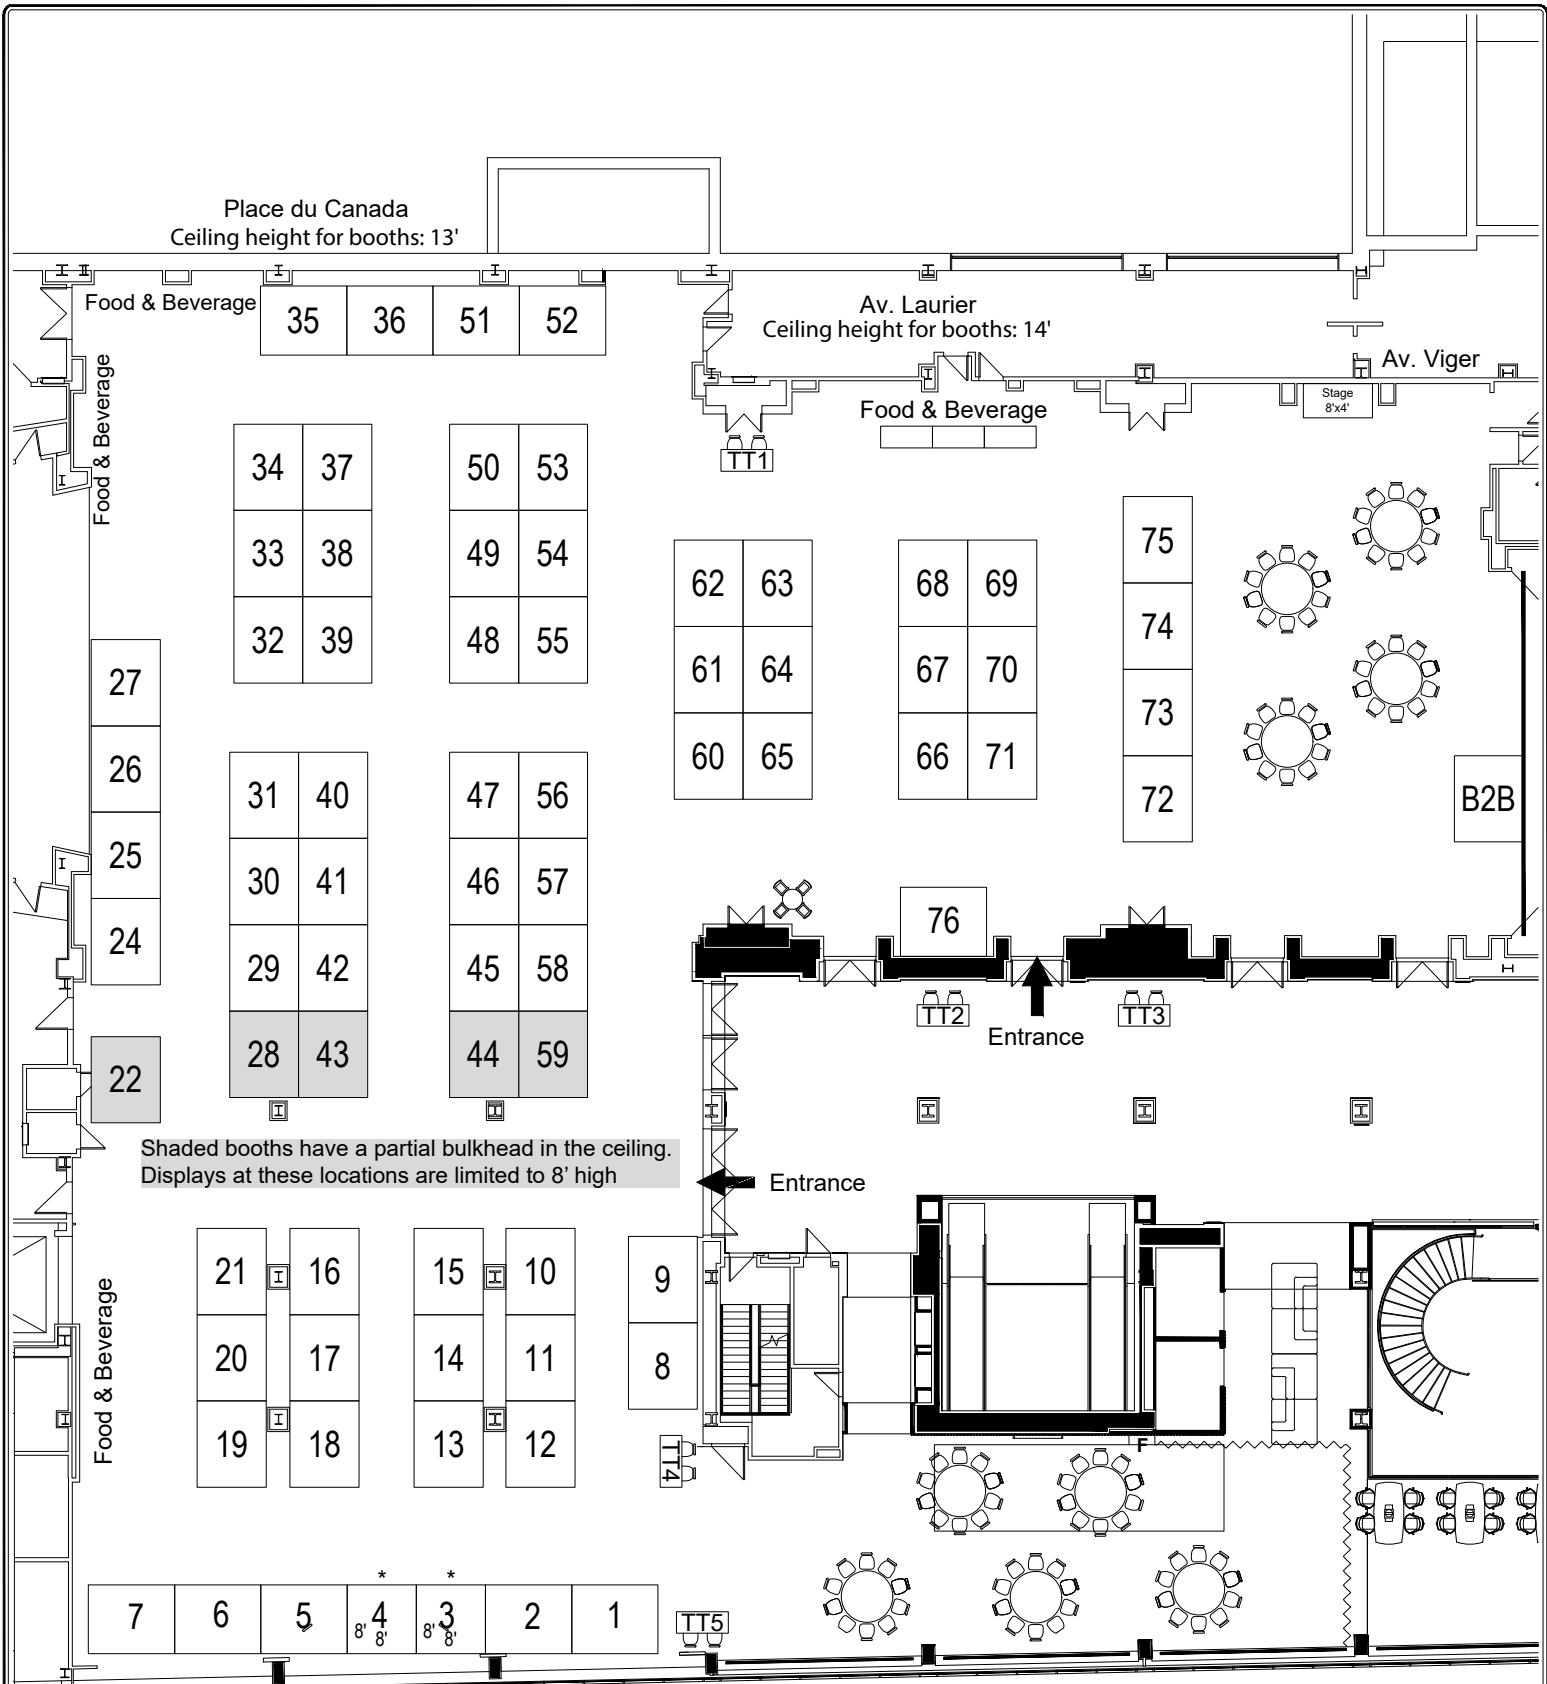 Place du Canada
Ceiling height for booths: 13'
Food & Beverage
35 36 51 52
Av. Laurier
Ceiling height for booths: 14'
Av. Viger
Stage
8'x4'
Food & Beverage
Food & Beverage
TT1
34 37 50 53
33 38 49 54
32 39 48 55
62 63 68 69
61 64 67 70
60 65 66 71
75
74
73
72
B2B
27
26
25
24
31 40 47 56
30 41 46 57
29 42 45 58
28 43 44 59
22
76
TT2
TT3
Entrance
Shaded booths have a partial bulkhead in the ceiling.
Displays at these locations are limited to 8’ high
Entrance
21 16 15 10
20 17 14 11
19 18 13 12
9
8
Food & Beverage
TT4
F
* *
7 6 5 4 3 2 1
8' 8' 8' 8'
TT5